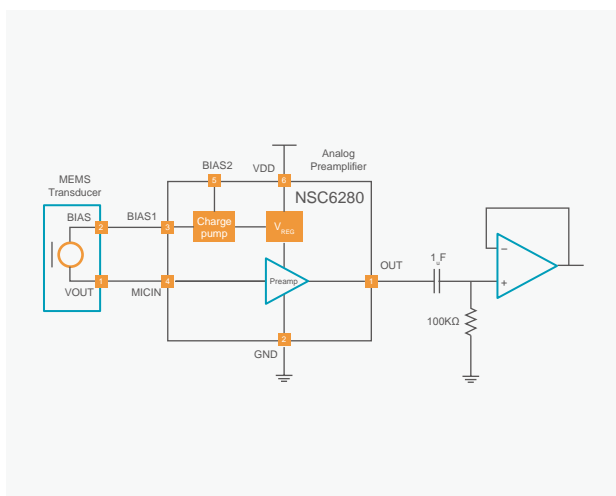 Analog
Preamplifier
BIAS2
VDD
5
6
NSC6280
MEMS
Transducer
BIAS
2
BIAS1
3
Charge
pump
VREG
VOUT
1
MICIN
4
Preamp
OUT
1
1uF
−
+
100KΩ
2
GND